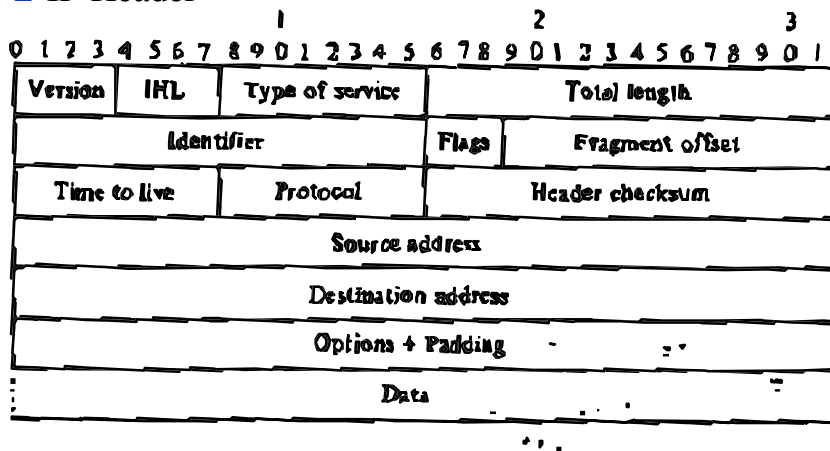 IP Header
1 2 3
0 1 2 3 4 5 6 7 8 9 0 1 2 3 4 5 6 7 8 9 0 1 2 3 4 5 6 7 8 9 0 1
Version IHL Type of service Total length
Identifier Flags Fragment offset
Time to live Protocol Header checksum
Source address
Destination address
Options + Padding
Data